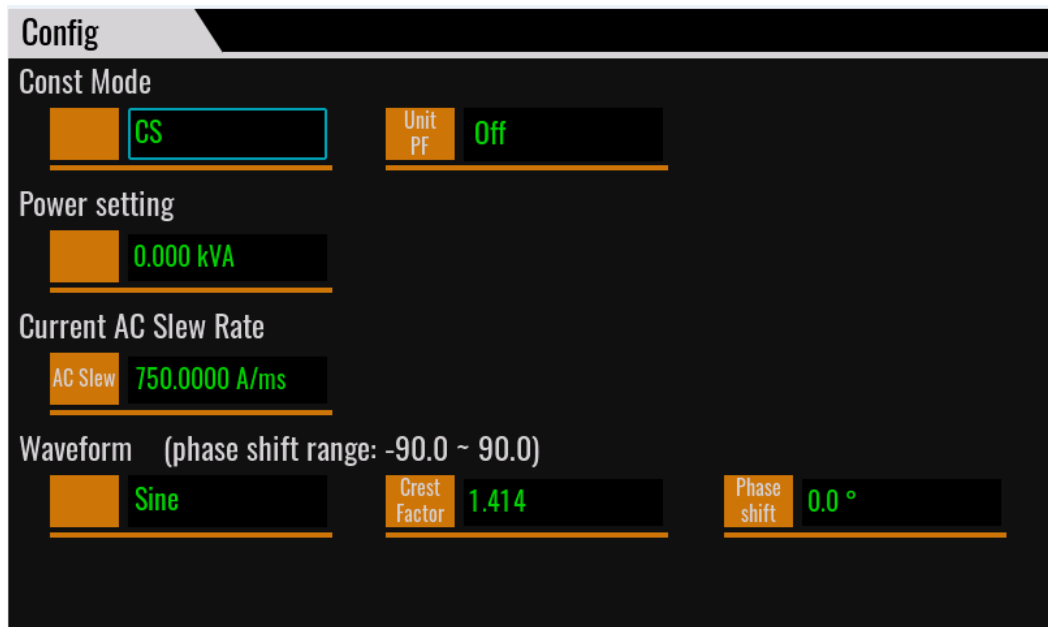 Config
Const Mode
CS
Unit PF
Off
Power setting
0.000 kVA
Current AC Slew Rate
AC Slew
750.0000 A/ms
Waveform (phase shift range: -90.0 ~ 90.0)
Sine
Crest Factor
1.414
Phase shift
0.0 °